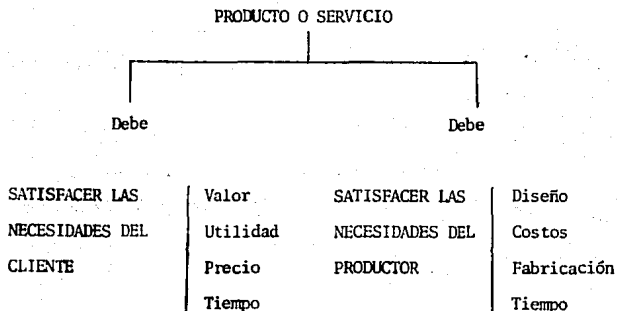 PRODUCTO O SERVICIO
Debe Debe
SATISFACER LAS Valor SATISFACER LAS Diseño
NECESIDADES DEL Utilidad NECESIDADES DEL Costos
CLIENTE Precio PRODUCTOR Fabricación
Tiempo Tiempo